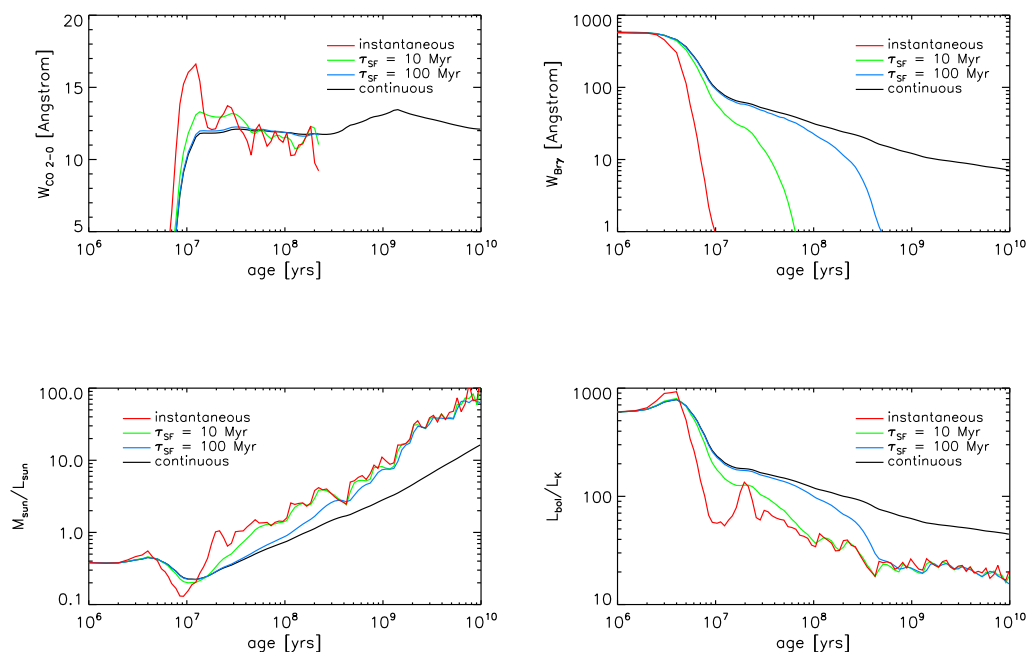 20
15
10
5
W_CO 2-0 [Angstrom]
instantaneous
τ_SF = 10 Myr
τ_SF = 100 Myr
continuous
10^6 10^7 10^8 10^9 10^10
age [yrs]
1000
100
10
1
W_Brγ [Angstrom]
instantaneous
τ_SF = 10 Myr
τ_SF = 100 Myr
continuous
10^6 10^7 10^8 10^9 10^10
age [yrs]
100.0
10.0
1.0
0.1
M_sun/L_sun
instantaneous
τ_SF = 10 Myr
τ_SF = 100 Myr
continuous
10^6 10^7 10^8 10^9 10^10
age [yrs]
1000
100
10
L_bol/L_K
instantaneous
τ_SF = 10 Myr
τ_SF = 100 Myr
continuous
10^6 10^7 10^8 10^9 10^10
age [yrs]